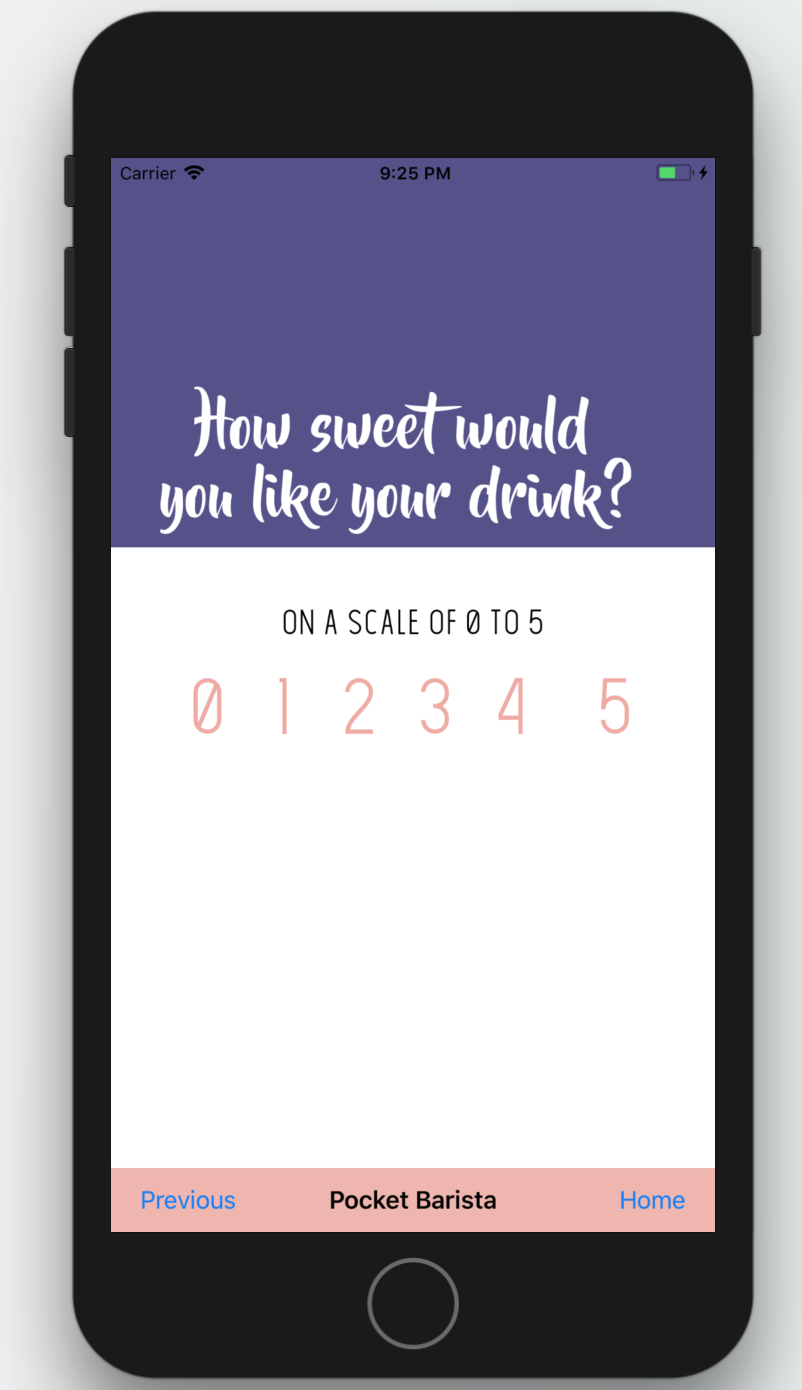 Carrier 9:25 PM
How sweet would
you like your drink?
ON A SCALE OF 0 TO 5
0 1 2 3 4 5
Previous Pocket Barista Home